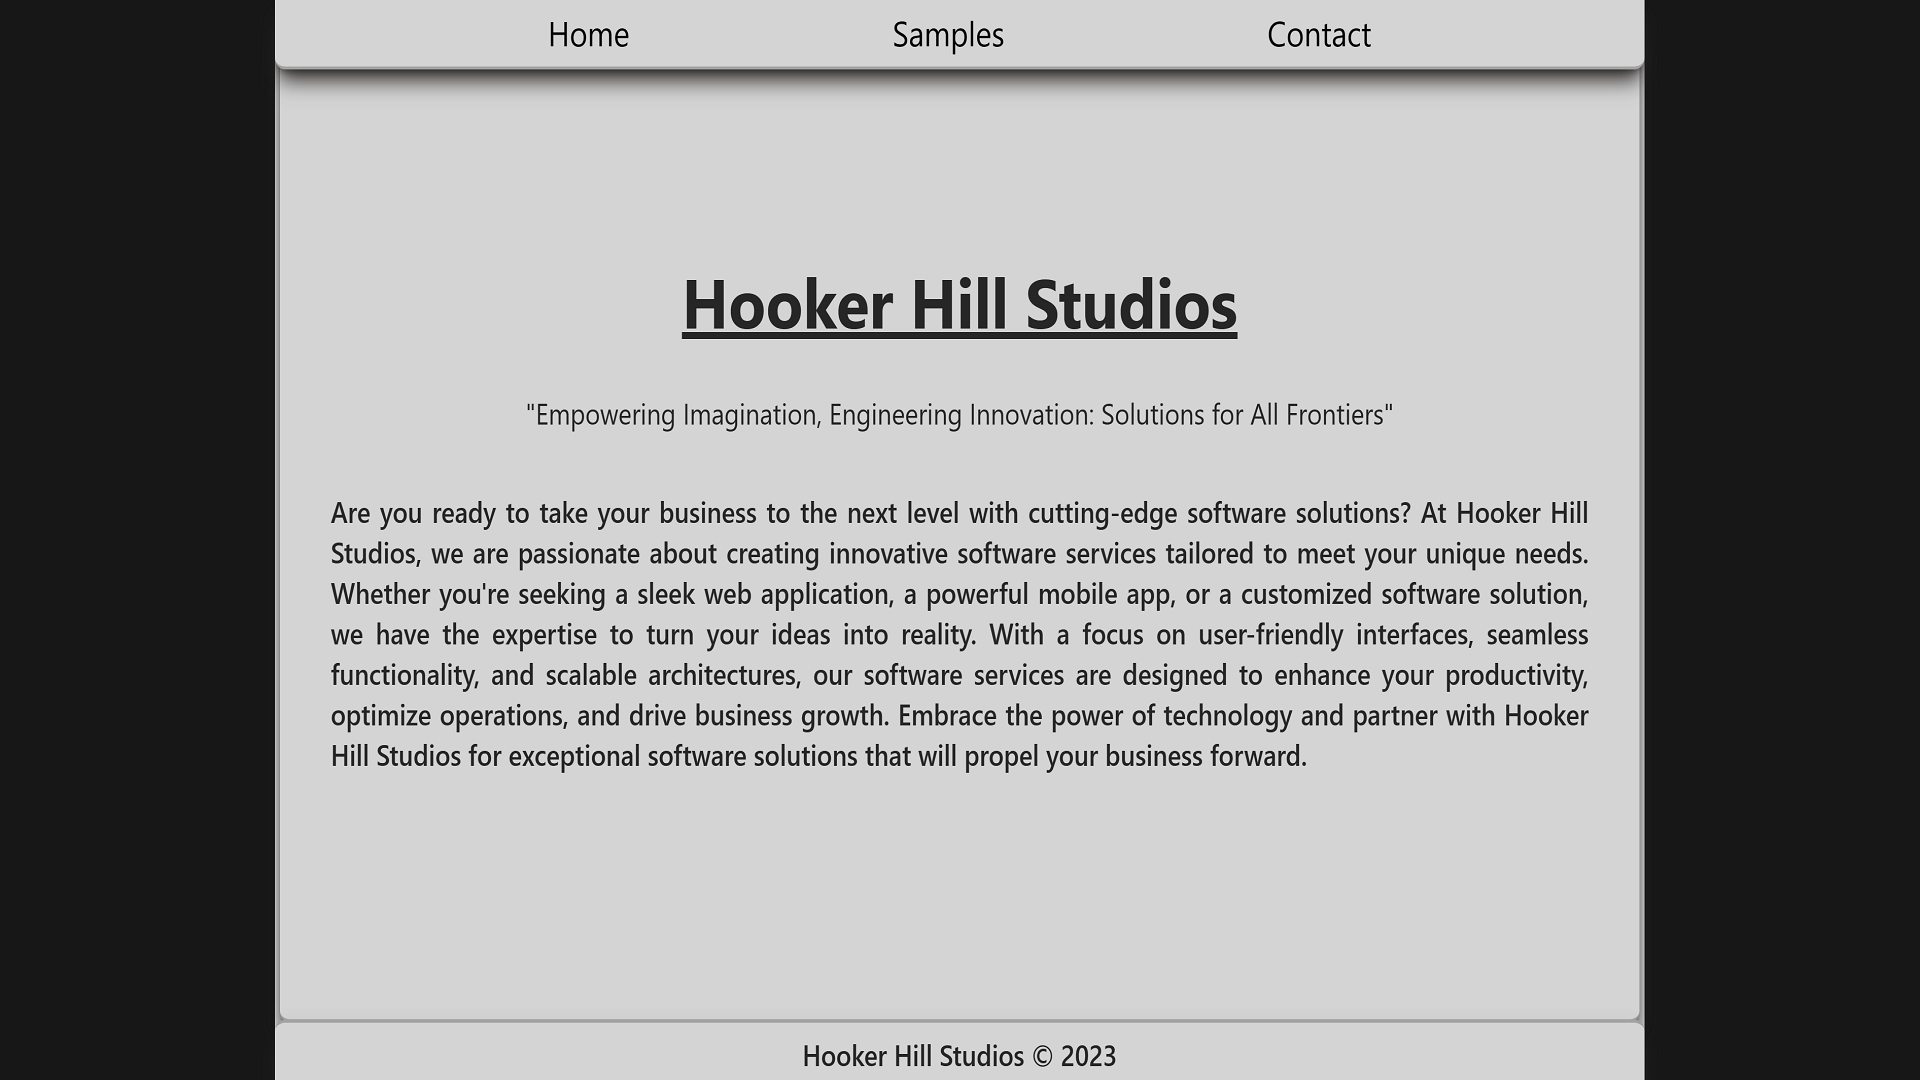 Home Samples Contact
Hooker Hill Studios
"Empowering Imagination, Engineering Innovation: Solutions for All Frontiers"
Are you ready to take your business to the next level with cutting-edge software solutions? At Hooker Hill
Studios, we are passionate about creating innovative software services tailored to meet your unique needs.
Whether you're seeking a sleek web application, a powerful mobile app, or a customized software solution,
we have the expertise to turn your ideas into reality. With a focus on user-friendly interfaces, seamless
functionality, and scalable architectures, our software services are designed to enhance your productivity,
optimize operations, and drive business growth. Embrace the power of technology and partner with Hooker
Hill Studios for exceptional software solutions that will propel your business forward.
Hooker Hill Studios © 2023